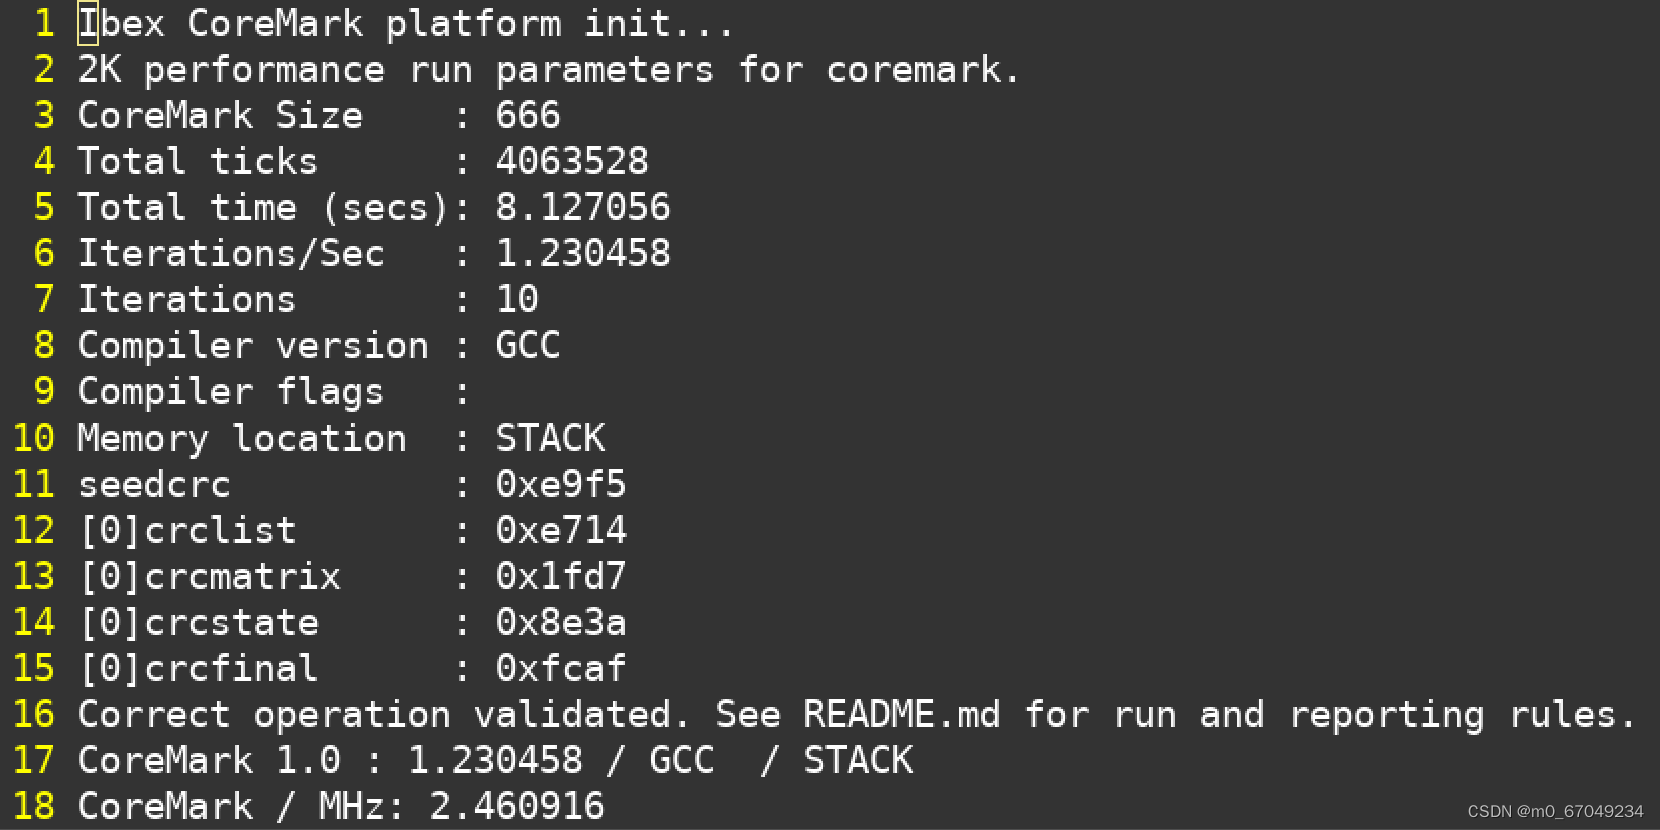 1 Ibex CoreMark platform init...
2 2K performance run parameters for coremark.
3 CoreMark Size    : 666
4 Total ticks      : 4063528
5 Total time (secs): 8.127056
6 Iterations/Sec   : 1.230458
7 Iterations       : 10
8 Compiler version : GCC
9 Compiler flags   :
10 Memory location  : STACK
11 seedcrc          : 0xe9f5
12 [0]crclist       : 0xe714
13 [0]crcmatrix     : 0x1fd7
14 [0]crcstate      : 0x8e3a
15 [0]crcfinal      : 0xfcaf
16 Correct operation validated. See README.md for run and reporting rules.
17 CoreMark 1.0 : 1.230458 / GCC  / STACK
18 CoreMark / MHz: 2.460916
CSDN @m0_67049234